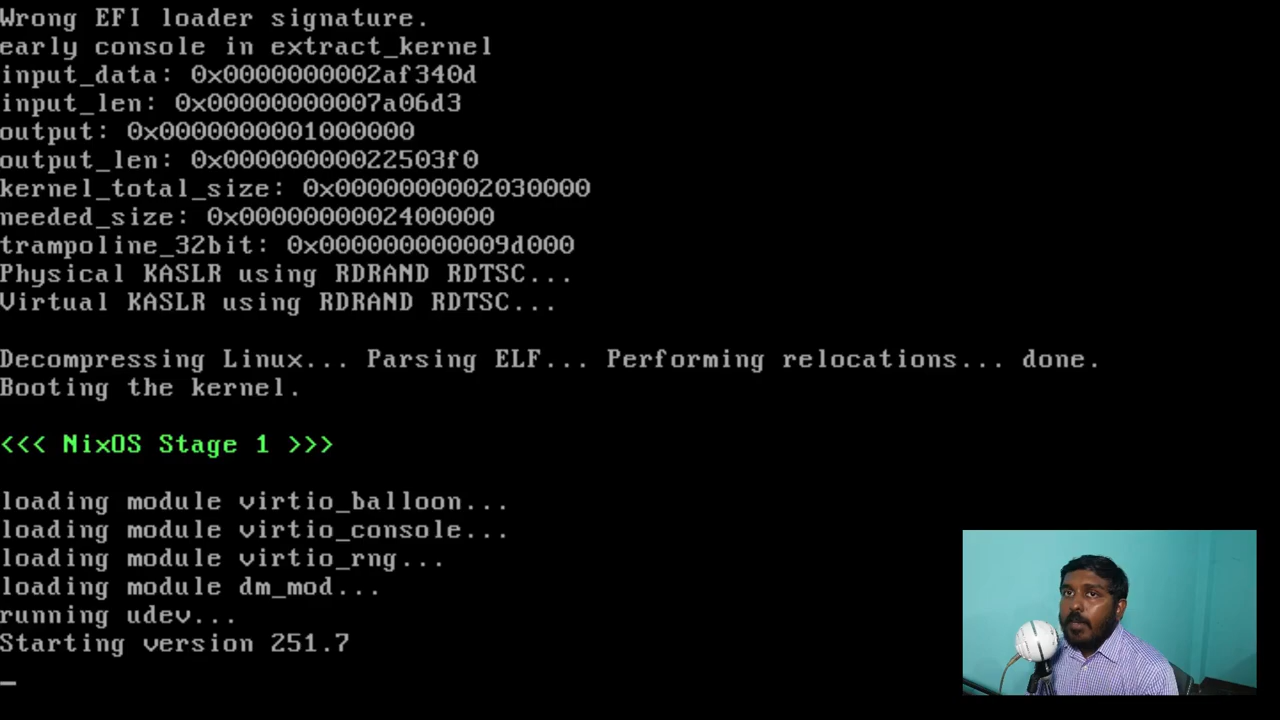 Wrong EFI loader signature.
early console in extract_kernel
input_data: 0x0000000002af340d
input_len: 0x00000000007a06d3
output: 0x0000000001000000
output_len: 0x00000000022503f0
kernel_total_size: 0x0000000002030000
needed_size: 0x0000000002400000
trampoline_32bit: 0x000000000009d000
Physical KASLR using RDRAND RDTSC...
Virtual KASLR using RDRAND RDTSC...
Decompressing Linux... Parsing ELF... Performing relocations... done.
Booting the kernel.
<<< NixOS Stage 1 >>>
loading module virtio_balloon...
loading module virtio_console...
loading module virtio_rng...
loading module dm_mod...
running udev...
Starting version 251.7
_